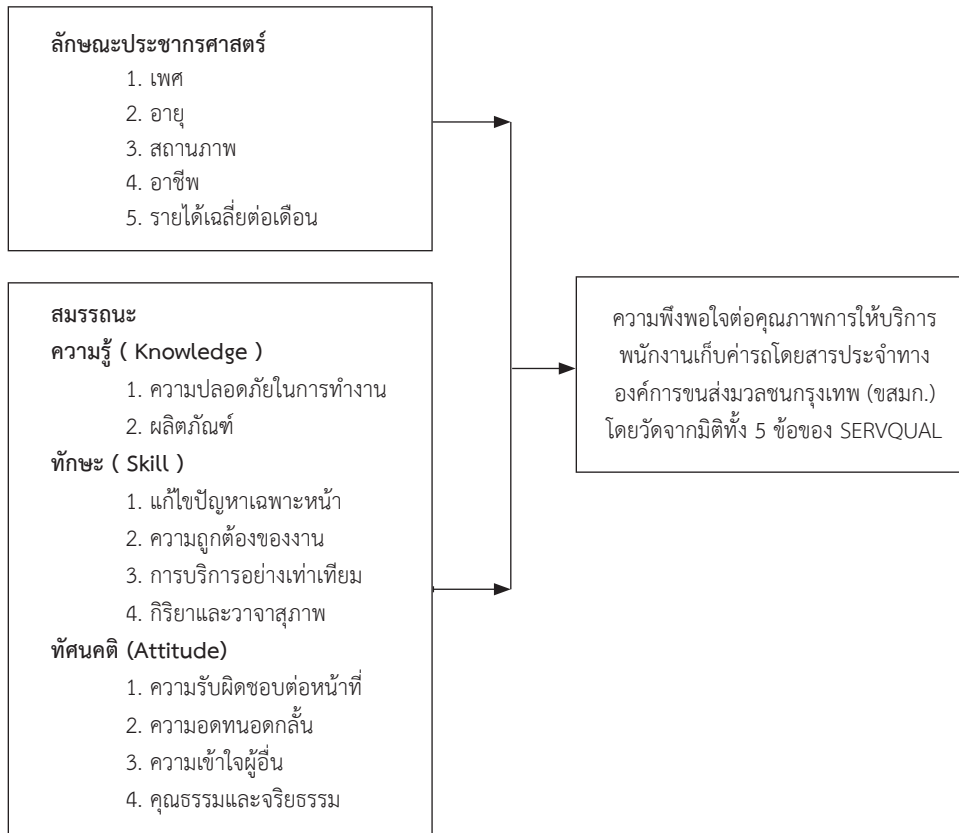 ลักษณะประชากรศาสตร์
1. เพศ
2. อายุ
3. สถานภาพ
4. อาชีพ
5. รายได้เฉลี่ยต่อเดือน
สมรรถนะ
ความรู้ ( Knowledge )
1. ความปลอดภัยในการทำงาน
2. ผลิตภัณฑ์
ทักษะ ( Skill )
1. แก้ไขปัญหาเฉพาะหน้า
2. ความถูกต้องของงาน
3. การบริการอย่างเท่าเทียม
4. กิริยาและวาจาสุภาพ
ทัศนคติ (Attitude)
1. ความรับผิดชอบต่อหน้าที่
2. ความอดทนอดกลั้น
3. ความเข้าใจผู้อื่น
4. คุณธรรมและจริยธรรม
ความพึงพอใจต่อคุณภาพการให้บริการ
พนักงานเก็บค่ารถโดยสารประจำทาง
องค์การขนส่งมวลชนกรุงเทพ (ขสมก.)
โดยวัดจากมิติทั้ง 5 ข้อของ SERVQUAL